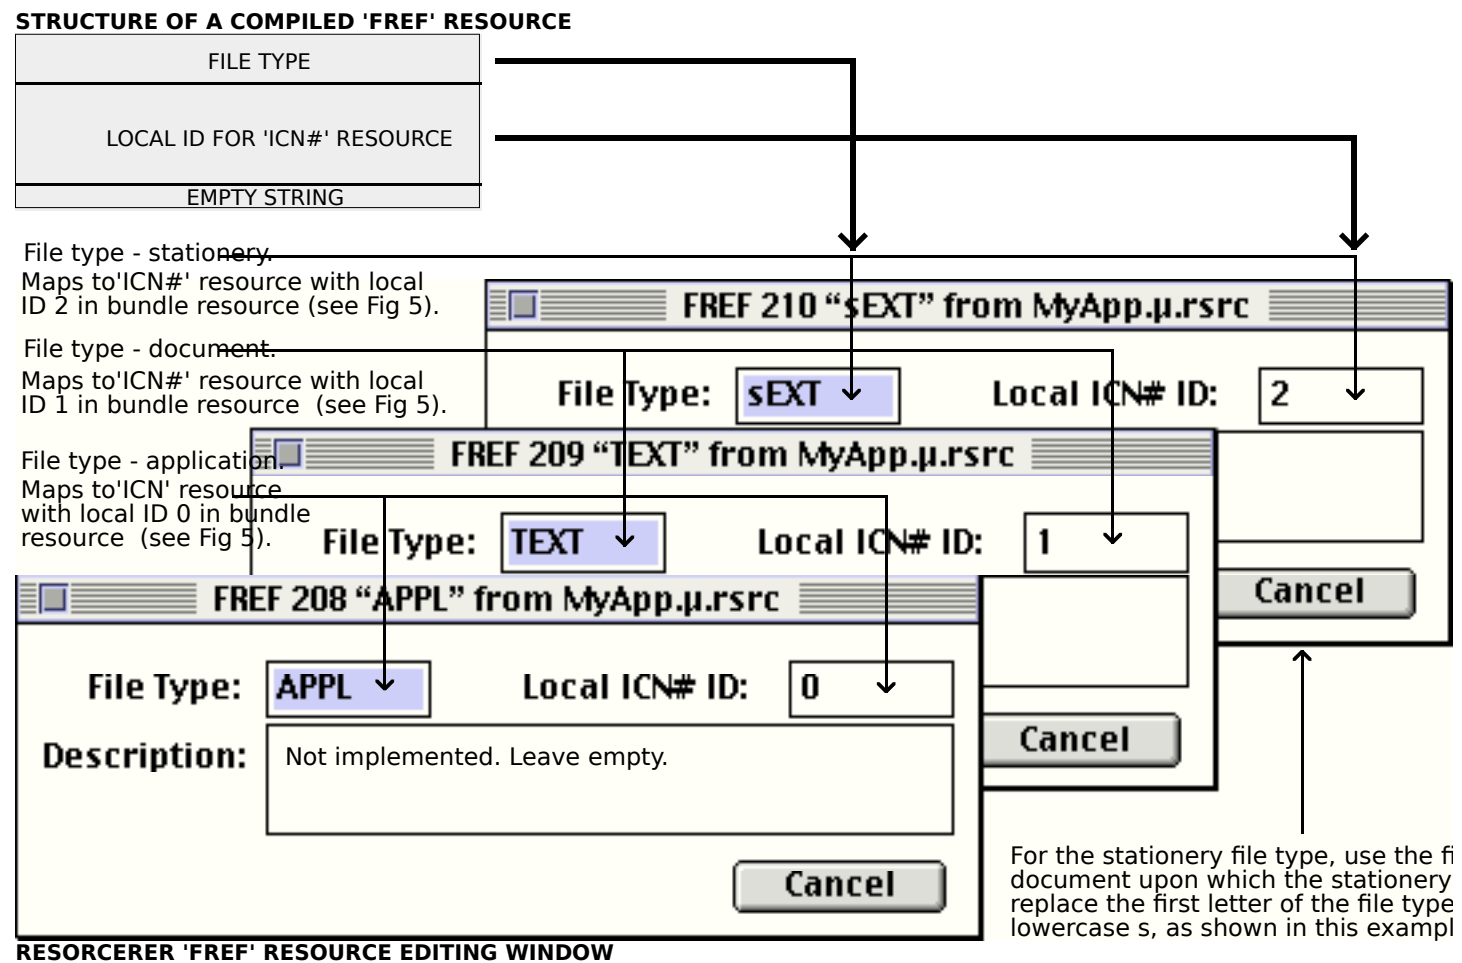 STRUCTURE OF A COMPILED 'FREF' RESOURCE
FILE TYPE
LOCAL ID FOR 'ICN#' RESOURCE
EMPTY STRING
File type - stationery.
Maps to'ICN#' resource with local
ID 2 in bundle resource (see Fig 5).
FREF 210 “sEXT” from MyApp.µ.rsrc
File Type: sEXT Local ICN# ID: 2
Cancel
File type - document.
Maps to'ICN#' resource with local
ID 1 in bundle resource  (see Fig 5).
FREF 209 “TEXT” from MyApp.µ.rsrc
File Type: TEXT Local ICN# ID: 1
Cancel
File type - application.
Maps to'ICN' resource
with local ID 0 in bundle
resource  (see Fig 5).
FREF 208 “APPL” from MyApp.µ.rsrc
File Type: APPL Local ICN# ID: 0
Description: Not implemented. Leave empty.
Cancel
For the stationery file type, use the
document upon which the stationery
replace the first letter of the file type
lowercase s, as shown in this
RESORCERER 'FREF' RESOURCE EDITING WINDOW